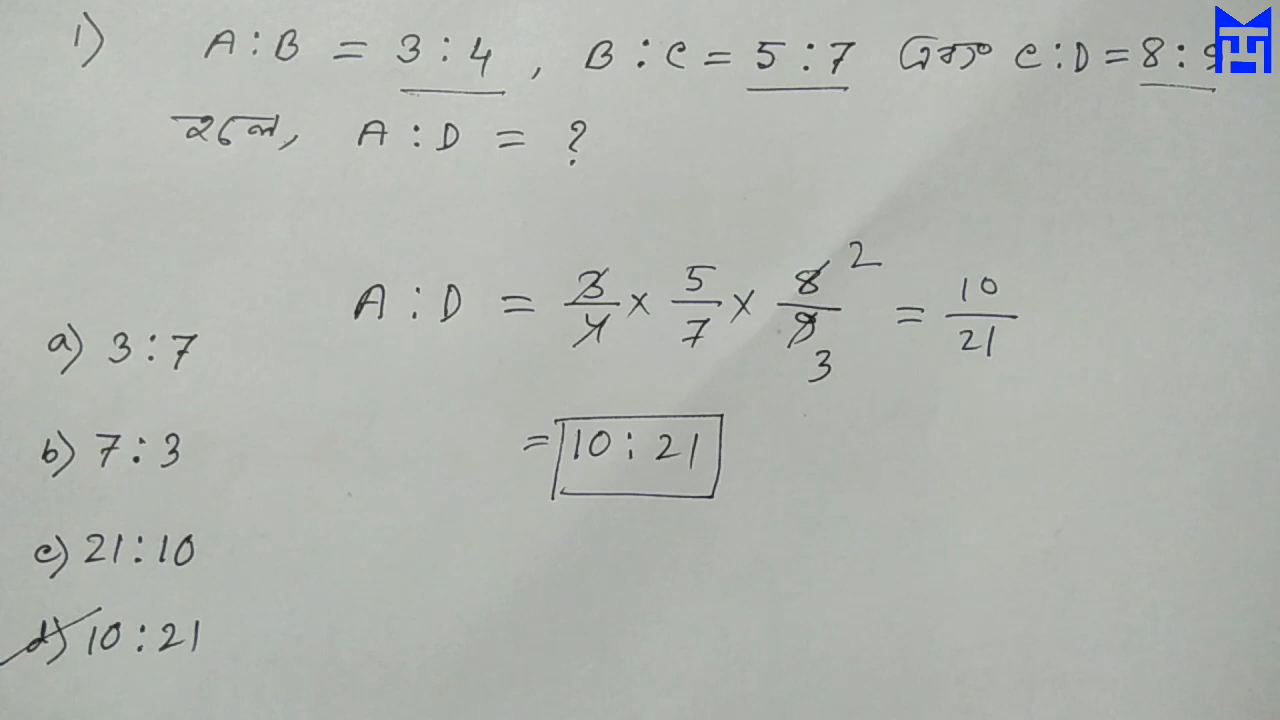 1) A:B = 3:4, B:C = 5:7 এবং C:D = 8:9
হলে, A:D = ?
A:D = 3/4 x 5/7 x 8/9 2 3 = 10/21
= 10:21
a) 3:7
b) 7:3
c) 21:10
d) 10:21